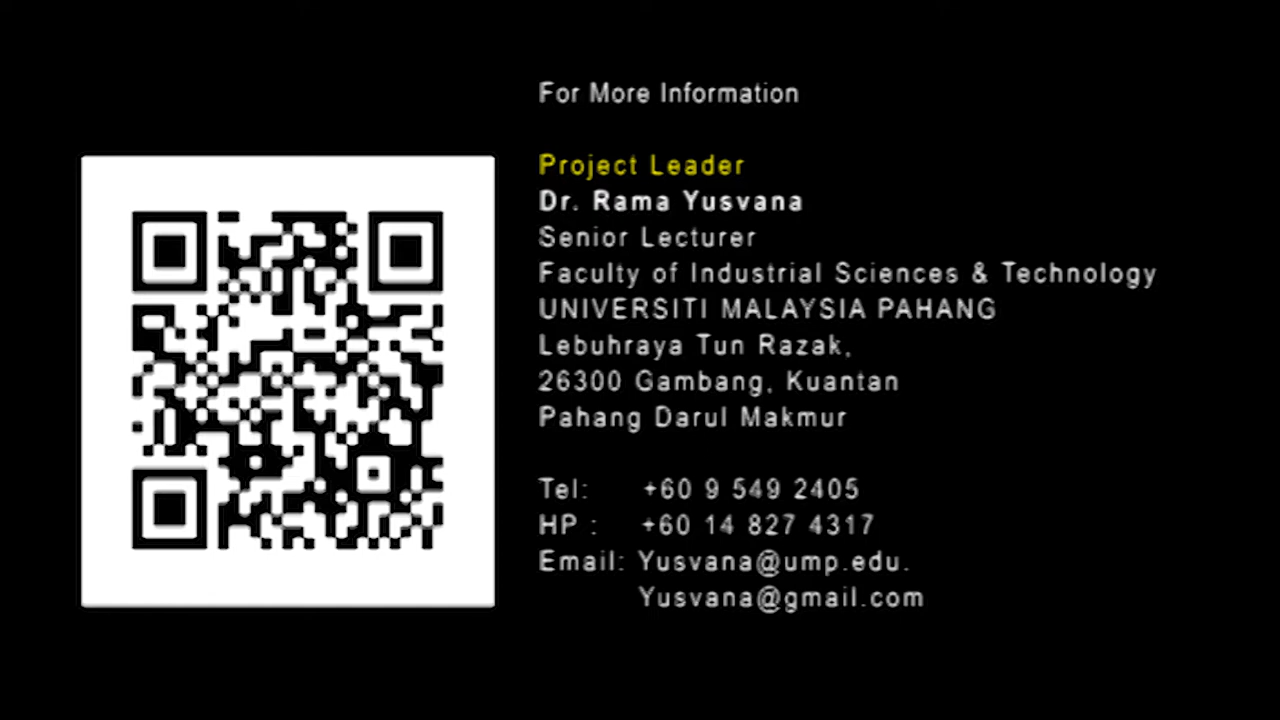 For More Information
Project Leader
Dr. Rama Yusvana
Senior Lecturer
Faculty of Industrial Sciences & Technology
UNIVERSITI MALAYSIA PAHANG
Lebuhraya Tun Razak,
26300 Gambang, Kuantan
Pahang Darul Makmur
Tel: +60 9 549 2405
HP : +60 14 827 4317
Email: Yusvana@ump.edu.
Yusvana@gmail.com